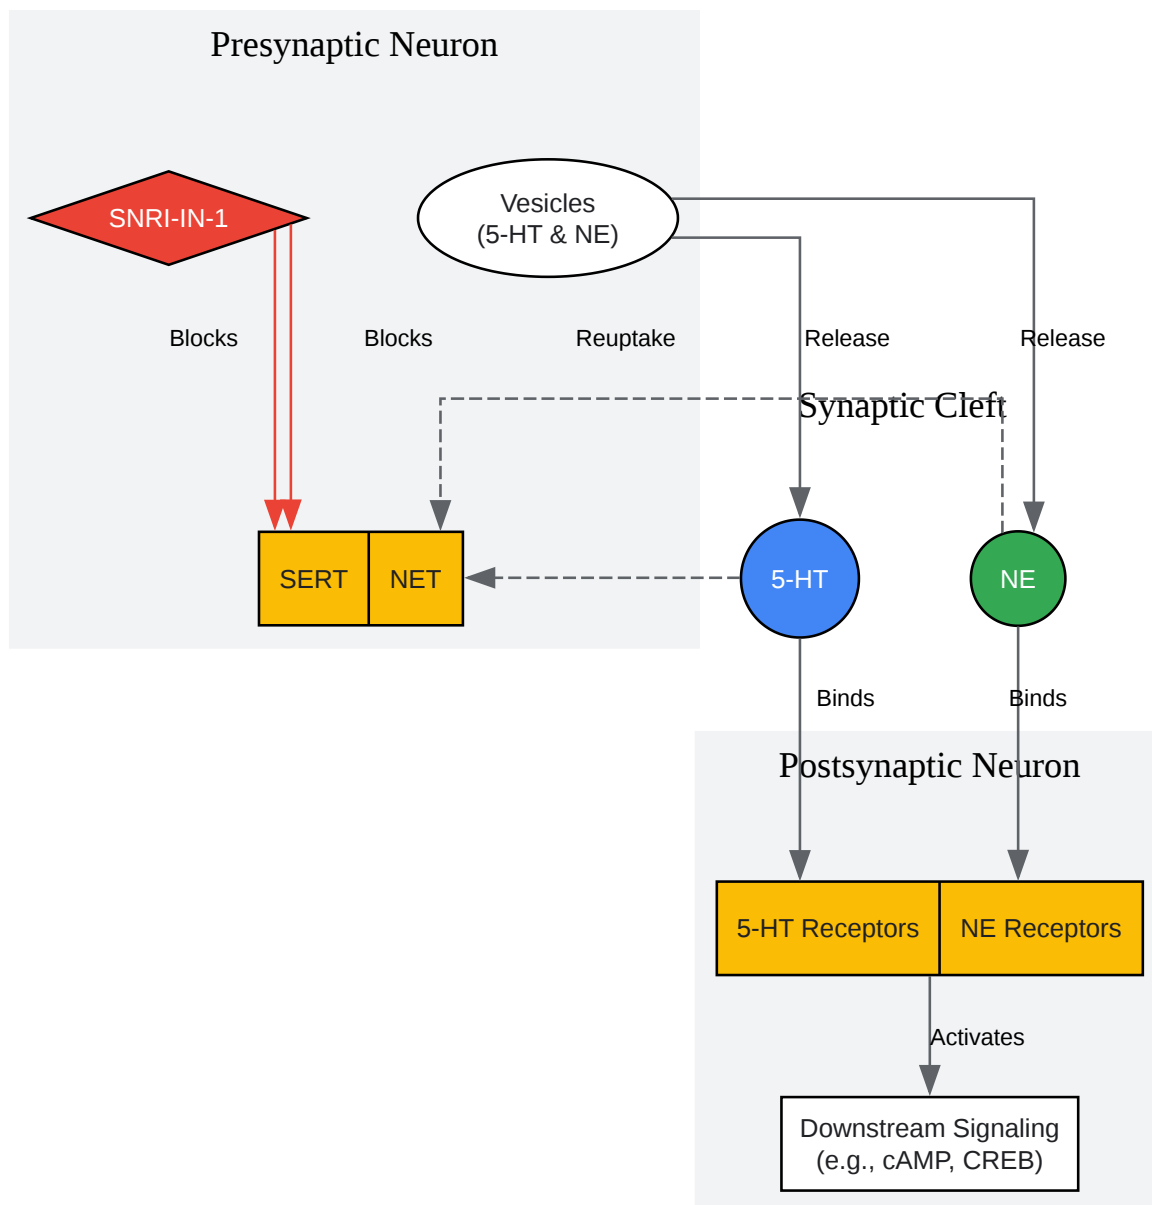 Presynaptic Neuron
SNRI-IN-1
Vesicles
(5-HT & NE)
Blocks
Blocks
Reuptake
Release
Release
Synaptic Cleft
SERT
NET
5-HT
NE
Binds
Binds
Postsynaptic Neuron
5-HT Receptors
NE Receptors
Activates
Downstream Signaling
(e.g., cAMP, CREB)